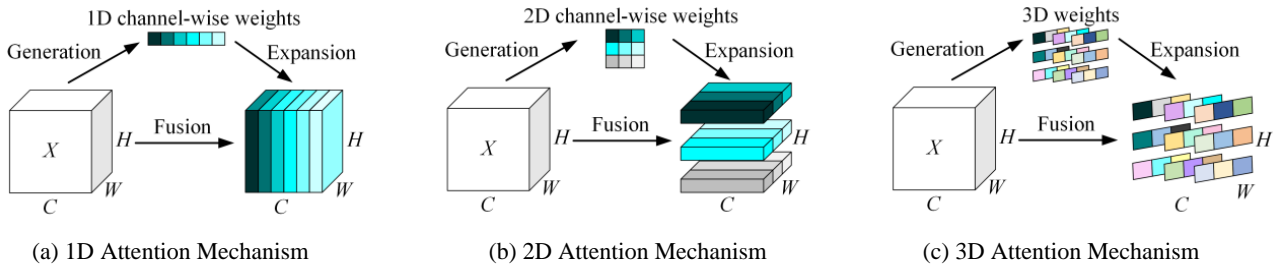 1D channel-wise weights
Generation
Expansion
X
Fusion
H
W
C
(a) 1D Attention Mechanism
2D channel-wise weights
Generation
Expansion
X
Fusion
H
W
C
(b) 2D Attention Mechanism
3D weights
Generation
Expansion
X
Fusion
H
W
C
(c) 3D Attention Mechanism